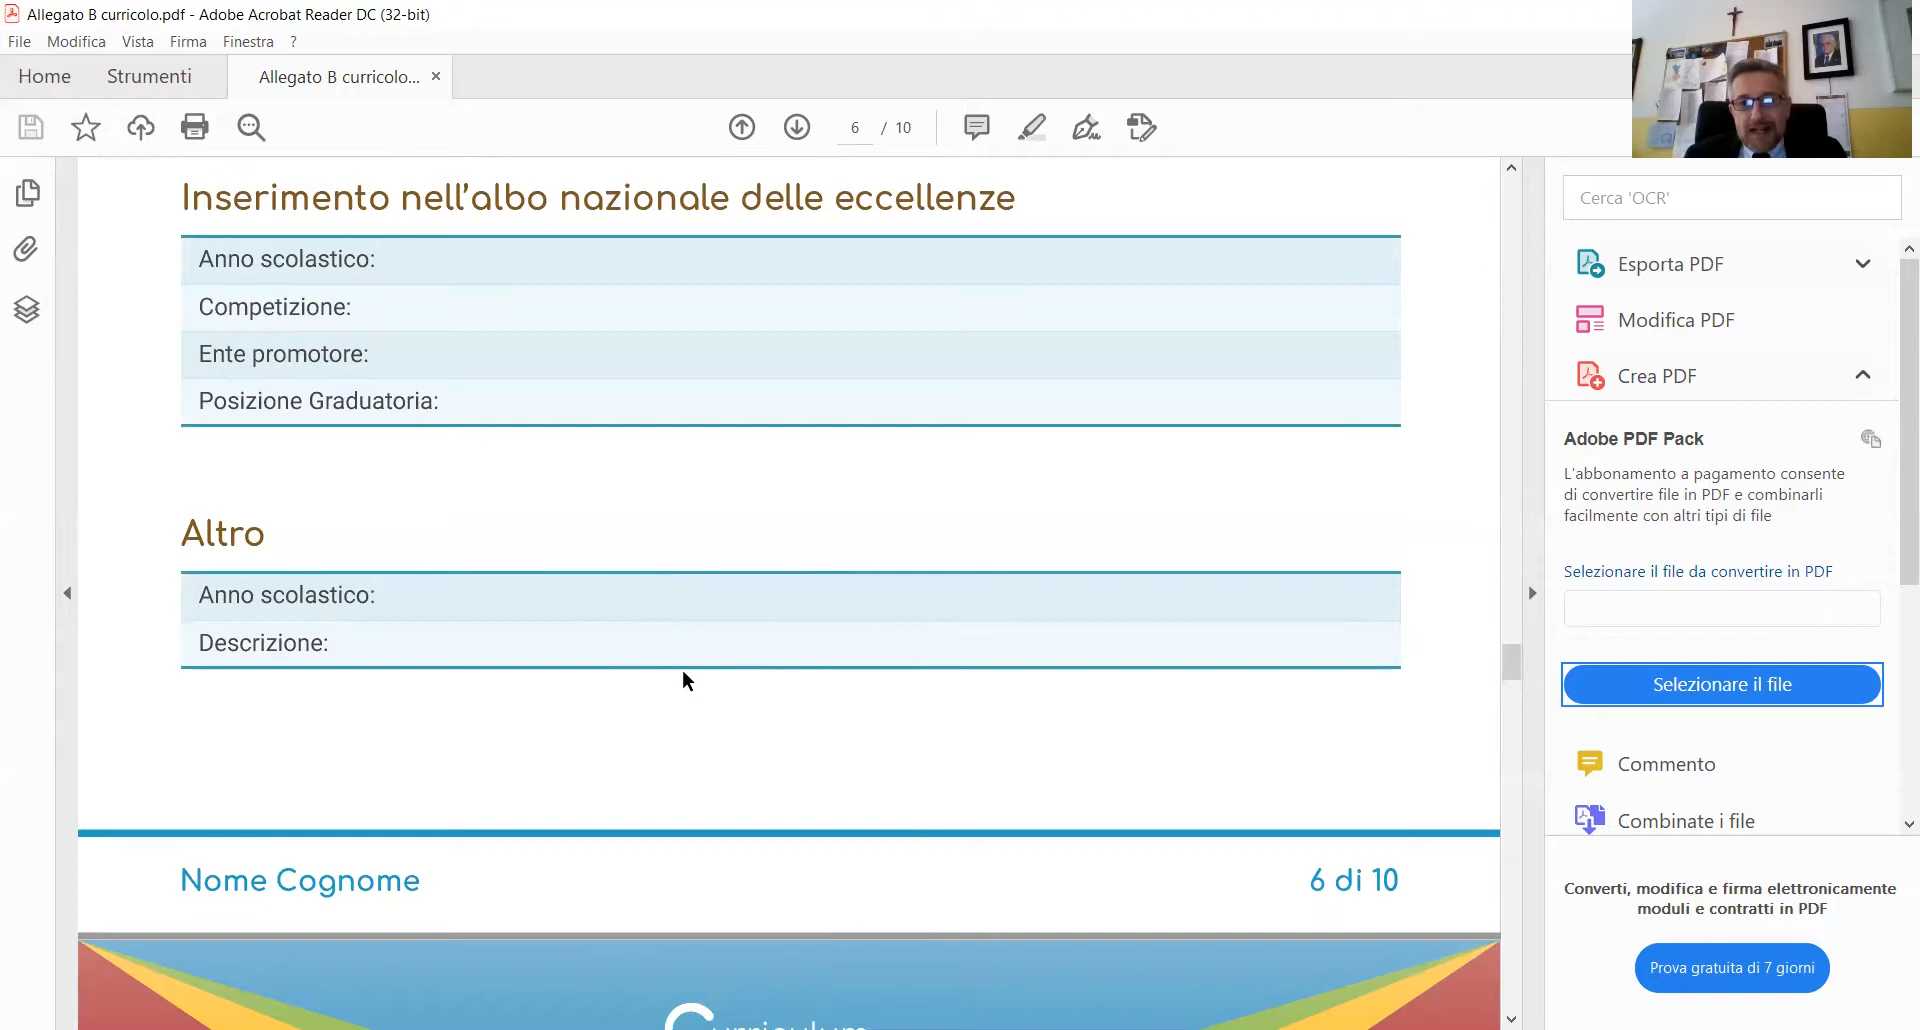 Allegato B curricolo.pdf - Adobe Acrobat Reader DC (32-bit)
File Modifica Vista Firma Finestra ?
Home Strumenti Allegato B curricolo... ×
6 / 10
Inserimento nell'albo nazionale delle eccellenze
Anno scolastico:
Competizione:
Ente promotore:
Posizione Graduatoria:
Altro
Anno scolastico:
Descrizione:
Nome Cognome
6 di 10
Curriculum
Cerca 'OCR'
Esporta PDF
Modifica PDF
Crea PDF
Adobe PDF Pack
L'abbonamento a pagamento consente
di convertire file in PDF e combinarli
facilmente con altri tipi di file
Selezionare il file da convertire in PDF
Selezionare il file
Commento
Combinate i file
Converti, modifica e firma elettronicamente
moduli e contratti in PDF
Prova gratuita di 7 giorni